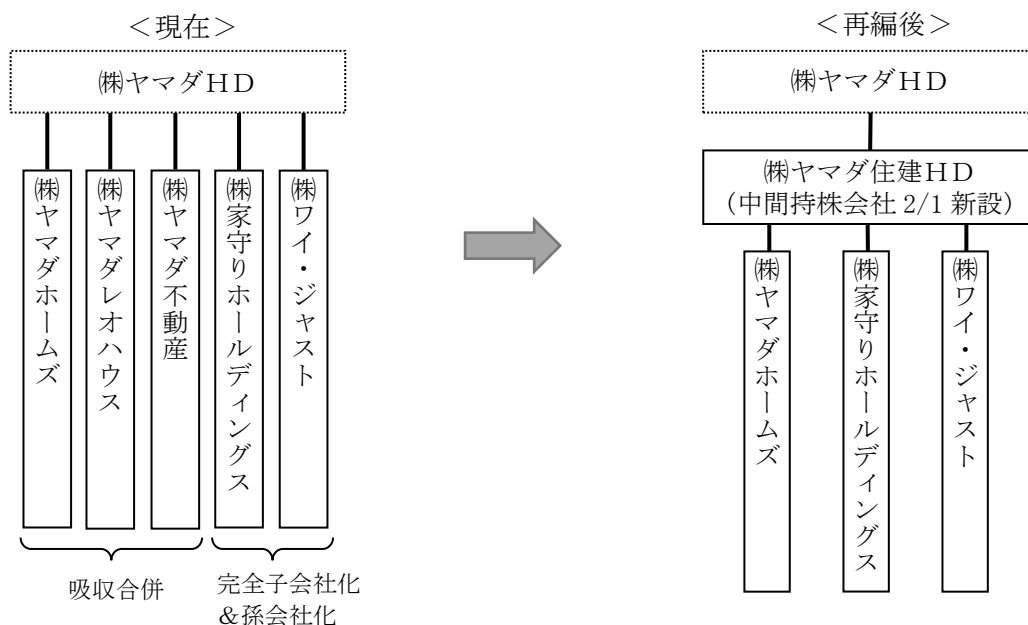 ＜現在＞
㈱ヤマダＨＤ
㈱ヤマダホームズ
㈱ヤマダレオハウス
㈱ヤマダ不動産
㈱家守りホールディングス
㈱ワイ・ジャスト
吸収合併
完全子会社化
＆孫会社化
＜再編後＞
㈱ヤマダＨＤ
㈱ヤマダ住建ＨＤ
（中間持株会社 2/1 新設）
㈱ヤマダホームズ
㈱家守りホールディングス
㈱ワイ・ジャスト